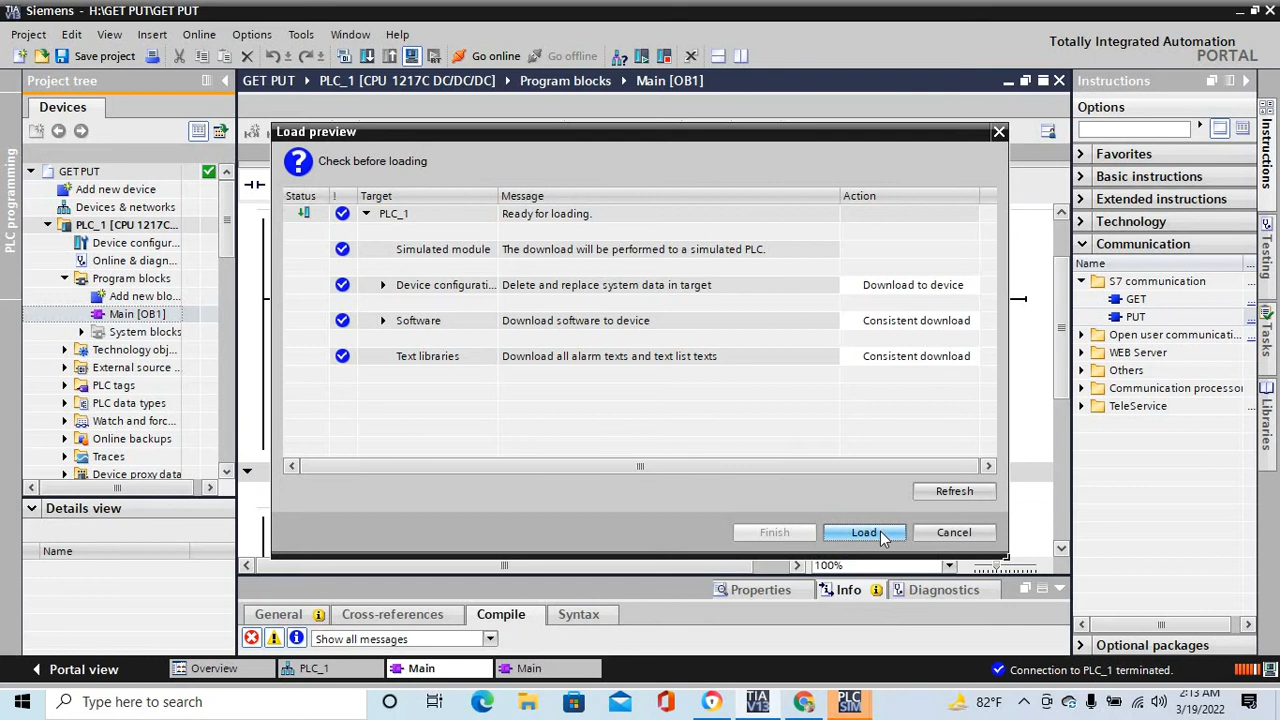 Siemens - H:\GET PUT\GET PUT
Project Edit View Insert Online Options Tools Window Help
Totally Integrated Automation
PORTAL
Save project
Go online
Go offline
Project tree
GET PUT PLC_1 [CPU 1217C DC/DC/DC] Program blocks Main [OB1]
Instructions
Devices
Options
GET PUT
Add new device
Devices & networks
PLC_1 [CPU 1217C...
Device configur...
Online & diagn...
Program blocks
Add new blo...
Main [OB1]
System blocks
Technology obj...
External source ...
PLC tags
PLC data types
Watch and forc...
Online backups
Traces
Device proxy data
Details view
Name
PLC programming
Load preview
Check before loading
Status ! Target Message Action
PLC_1 Ready for loading.
Simulated module The download will be performed to a simulated PLC.
Device configurati... Delete and replace system data in target Download to device
Software Download software to device Consistent download
Text libraries Download all alarm texts and text list texts Consistent download
Refresh
Finish Load Cancel
100%
Properties Info Diagnostics
General Cross-references Compile Syntax
Show all messages
Favorites
Basic instructions
Extended instructions
Technology
Communication
Name ...
S7 communication
GET ...
PUT ...
Open user communicati...
WEB Server
Others
Communication processor
TeleService
Optional packages
Instructions
Testing
Tasks
Libraries
Portal view
Overview
PLC_1
Main
Main
Connection to PLC_1 terminated.
Type here to search
TIA
V13
PLC
SIM
82°F
2:13 AM
3/19/2022